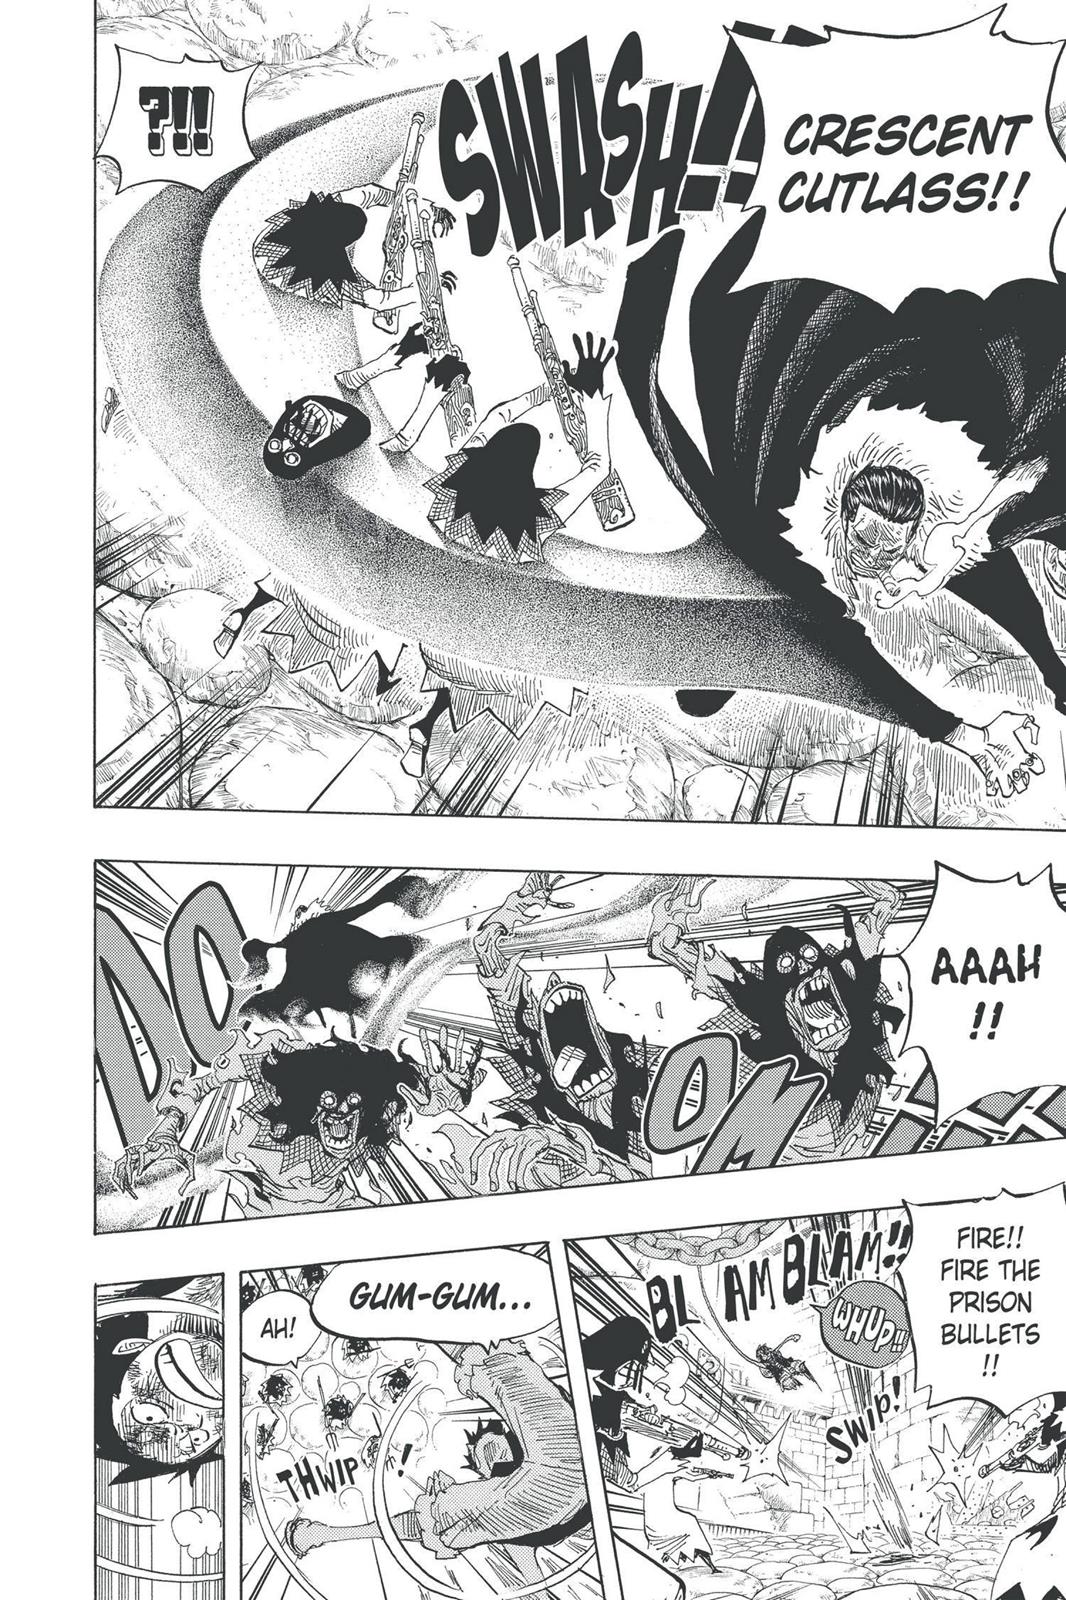 CRESCENT
CUTLASS!!
SWASH!!
?!!
AAAH
!!
FIRE!!
FIRE THE
PRISON
BULLETS
!!
BLAM BLAM!!
WHUP!!
SWIP!
GUM-GUM...
AH!
THWIP!